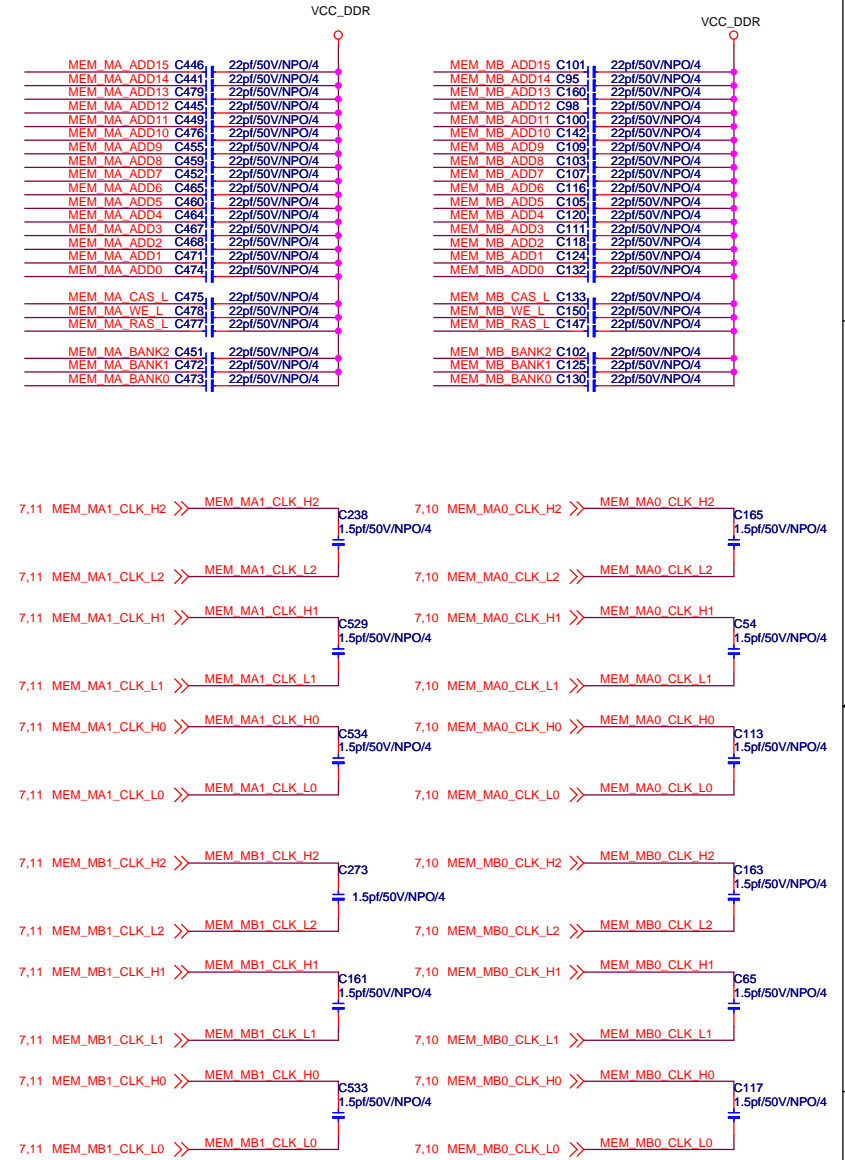 VCC_DDR
MEM_MA_ADD15 C446 22pf/50V/NPO/4
MEM_MA_ADD14 C441 22pf/50V/NPO/4
MEM_MA_ADD13 C479 22pf/50V/NPO/4
MEM_MA_ADD12 C445 22pf/50V/NPO/4
MEM_MA_ADD11 C449 22pf/50V/NPO/4
MEM_MA_ADD10 C476 22pf/50V/NPO/4
MEM_MA_ADD9 C455 22pf/50V/NPO/4
MEM_MA_ADD8 C459 22pf/50V/NPO/4
MEM_MA_ADD7 C452 22pf/50V/NPO/4
MEM_MA_ADD6 C465 22pf/50V/NPO/4
MEM_MA_ADD5 C460 22pf/50V/NPO/4
MEM_MA_ADD4 C464 22pf/50V/NPO/4
MEM_MA_ADD3 C467 22pf/50V/NPO/4
MEM_MA_ADD2 C468 22pf/50V/NPO/4
MEM_MA_ADD1 C471 22pf/50V/NPO/4
MEM_MA_ADD0 C474 22pf/50V/NPO/4
MEM_MA_CAS_L C475 22pf/50V/NPO/4
MEM_MA_WE_L C478 22pf/50V/NPO/4
MEM_MA_RAS_L C477 22pf/50V/NPO/4
MEM_MA_BANK2 C451 22pf/50V/NPO/4
MEM_MA_BANK1 C472 22pf/50V/NPO/4
MEM_MA_BANK0 C473 22pf/50V/NPO/4
VCC_DDR
MEM_MB_ADD15 C101 22pf/50V/NPO/4
MEM_MB_ADD14 C95 22pf/50V/NPO/4
MEM_MB_ADD13 C160 22pf/50V/NPO/4
MEM_MB_ADD12 C98 22pf/50V/NPO/4
MEM_MB_ADD11 C100 22pf/50V/NPO/4
MEM_MB_ADD10 C142 22pf/50V/NPO/4
MEM_MB_ADD9 C109 22pf/50V/NPO/4
MEM_MB_ADD8 C103 22pf/50V/NPO/4
MEM_MB_ADD7 C107 22pf/50V/NPO/4
MEM_MB_ADD6 C116 22pf/50V/NPO/4
MEM_MB_ADD5 C105 22pf/50V/NPO/4
MEM_MB_ADD4 C120 22pf/50V/NPO/4
MEM_MB_ADD3 C111 22pf/50V/NPO/4
MEM_MB_ADD2 C118 22pf/50V/NPO/4
MEM_MB_ADD1 C124 22pf/50V/NPO/4
MEM_MB_ADD0 C132 22pf/50V/NPO/4
MEM_MB_CAS_L C133 22pf/50V/NPO/4
MEM_MB_WE_L C150 22pf/50V/NPO/4
MEM_MB_RAS_L C147 22pf/50V/NPO/4
MEM_MB_BANK2 C102 22pf/50V/NPO/4
MEM_MB_BANK1 C125 22pf/50V/NPO/4
MEM_MB_BANK0 C130 22pf/50V/NPO/4
7,11 MEM_MA1_CLK_H2 MEM_MA1_CLK_H2
C238
1.5pf/50V/NPO/4
7,11 MEM_MA1_CLK_L2 MEM_MA1_CLK_L2
7,11 MEM_MA1_CLK_H1 MEM_MA1_CLK_H1
C529
1.5pf/50V/NPO/4
7,11 MEM_MA1_CLK_L1 MEM_MA1_CLK_L1
7,11 MEM_MA1_CLK_H0 MEM_MA1_CLK_H0
C534
1.5pf/50V/NPO/4
7,11 MEM_MA1_CLK_L0 MEM_MA1_CLK_L0
7,11 MEM_MB1_CLK_H2 MEM_MB1_CLK_H2
C273
1.5pf/50V/NPO/4
7,11 MEM_MB1_CLK_L2 MEM_MB1_CLK_L2
7,11 MEM_MB1_CLK_H1 MEM_MB1_CLK_H1
C161
1.5pf/50V/NPO/4
7,11 MEM_MB1_CLK_L1 MEM_MB1_CLK_L1
7,11 MEM_MB1_CLK_H0 MEM_MB1_CLK_H0
C533
1.5pf/50V/NPO/4
7,11 MEM_MB1_CLK_L0 MEM_MB1_CLK_L0
7,10 MEM_MA0_CLK_H2 MEM_MA0_CLK_H2
C165
1.5pf/50V/NPO/4
7,10 MEM_MA0_CLK_L2 MEM_MA0_CLK_L2
7,10 MEM_MA0_CLK_H1 MEM_MA0_CLK_H1
C54
1.5pf/50V/NPO/4
7,10 MEM_MA0_CLK_L1 MEM_MA0_CLK_L1
7,10 MEM_MA0_CLK_H0 MEM_MA0_CLK_H0
C113
1.5pf/50V/NPO/4
7,10 MEM_MA0_CLK_L0 MEM_MA0_CLK_L0
7,10 MEM_MB0_CLK_H2 MEM_MB0_CLK_H2
C163
1.5pf/50V/NPO/4
7,10 MEM_MB0_CLK_L2 MEM_MB0_CLK_L2
7,10 MEM_MB0_CLK_H1 MEM_MB0_CLK_H1
C65
1.5pf/50V/NPO/4
7,10 MEM_MB0_CLK_L1 MEM_MB0_CLK_L1
7,10 MEM_MB0_CLK_H0 MEM_MB0_CLK_H0
C117
1.5pf/50V/NPO/4
7,10 MEM_MB0_CLK_L0 MEM_MB0_CLK_L0